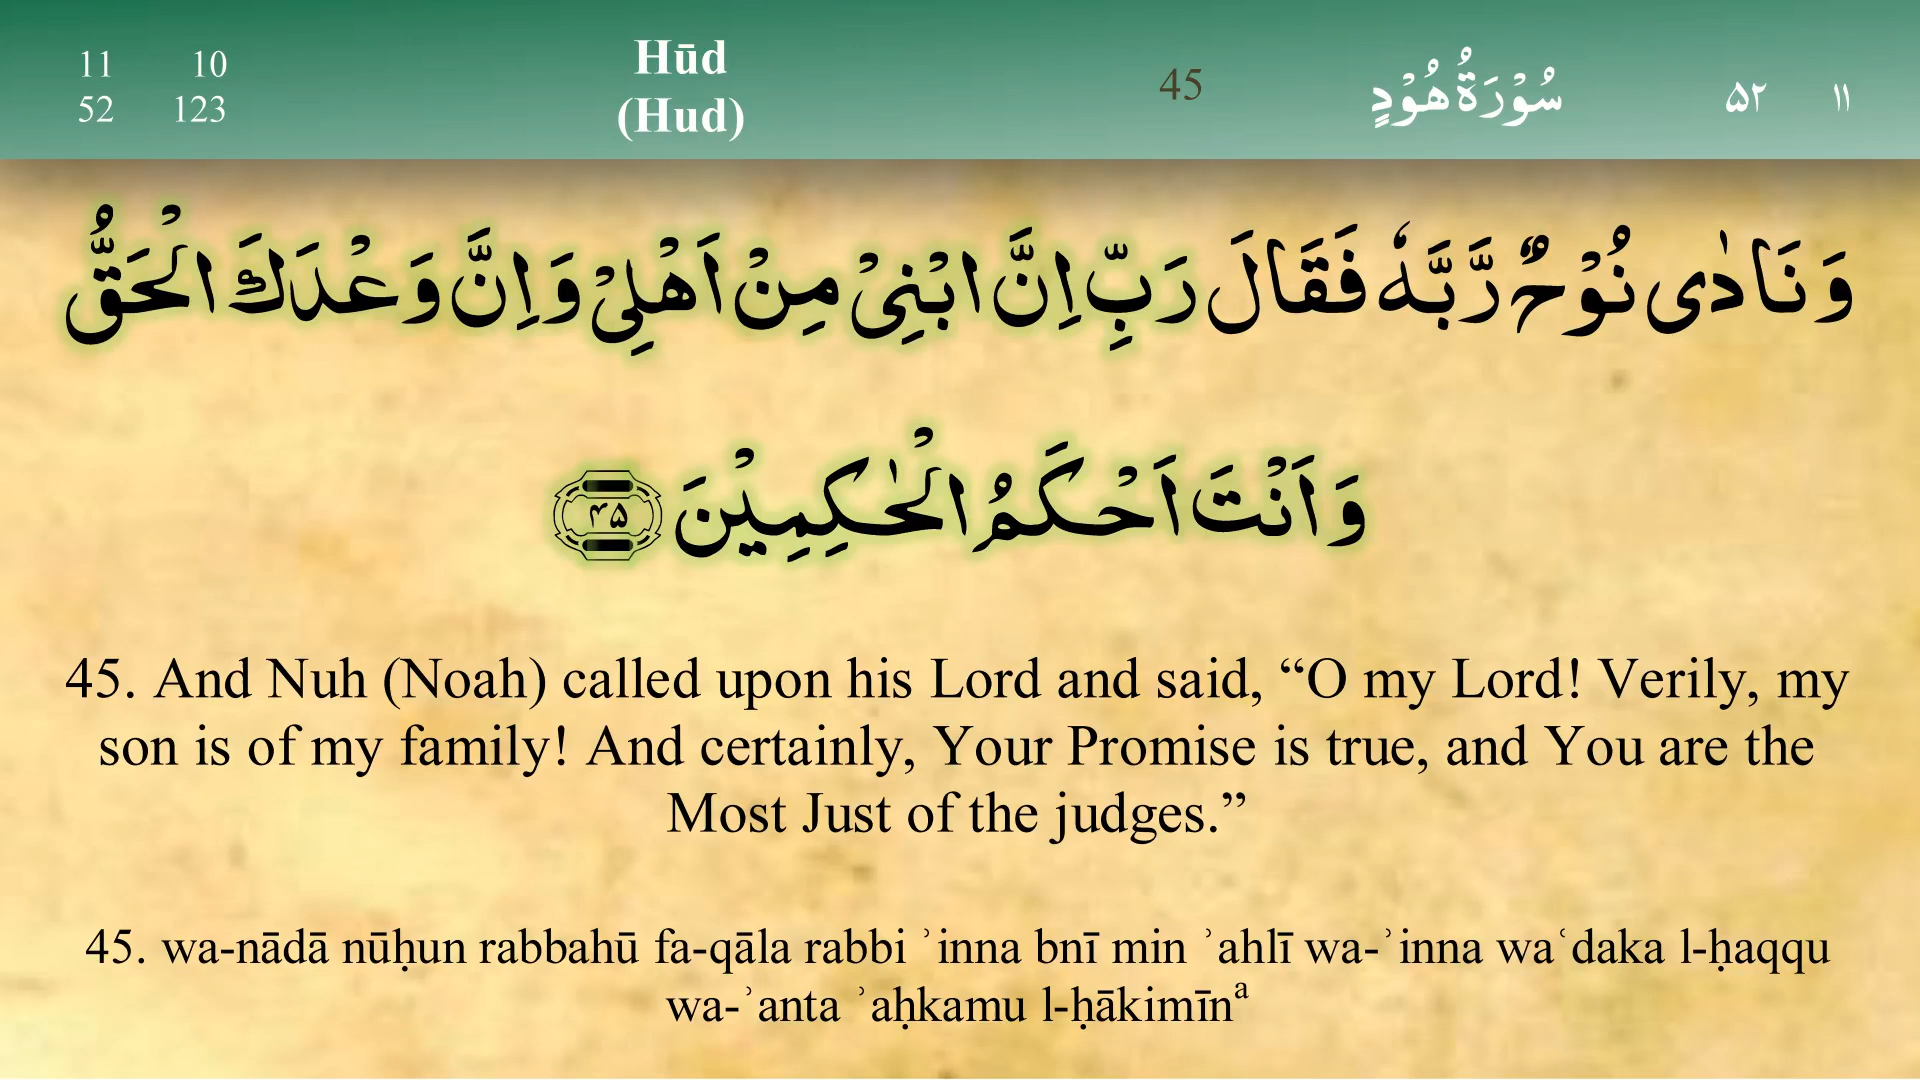 11 10
52 123
Hūd
(Hud)
45
سُوْرَةُ هُوْدٍ
۵۲ ۱۱
وَ نَادٰى نُوْحٌ رَّبَّهٗ فَقَالَ رَبِّ اِنَّ ابْنِیْ مِنْ اَهْلِیْ وَ اِنَّ وَعْدَكَ الْحَقُّ
وَ اَنْتَ اَحْكَمُ الْحٰكِمِیْنَ ۴۵
45. And Nuh (Noah) called upon his Lord and said, “O my Lord! Verily, my
son is of my family! And certainly, Your Promise is true, and You are the
Most Just of the judges.”
45. wa-nādā nūḥun rabbahū fa-qāla rabbi ʾinna bnī min ʾahlī wa-ʾinna waʿdaka l-ḥaqqu
wa-ʾanta ʾaḥkamu l-ḥākimīnᵃ